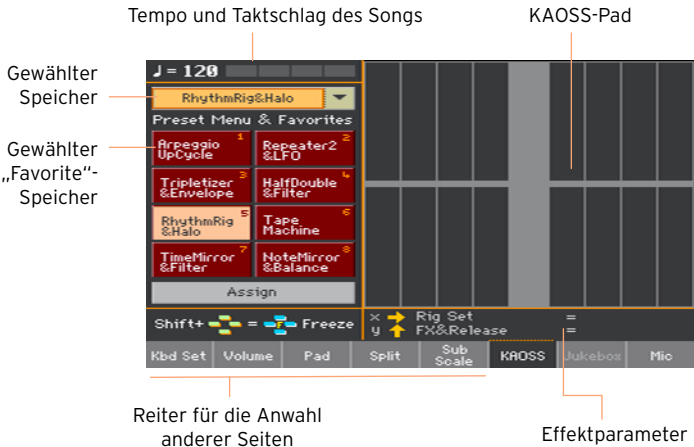 Tempo und Taktschlag des Songs
KAOSS-Pad
Gewählter
Speicher
Gewählter
„Favorite“-
Speicher
♩= 120
RhythmRig&Halo
Preset Menu & Favorites
Arpeggio
UpCycle
1
Repeater2
&LFO
2
Tripletizer
&Envelope
3
HalfDouble
&Filter
4
RhythmRig
&Halo
5
Tape
Machine
6
TimeMirror
&Filter
7
NoteMirror
&Balance
8
Assign
Shift+ = F Freeze
x Rig Set =
y FX&Release =
Kbd Set
Volume
Pad
Split
Sub
Scale
KAOSS
Jukebox
Mic
Reiter für die Anwahl
anderer Seiten
Effektparameter